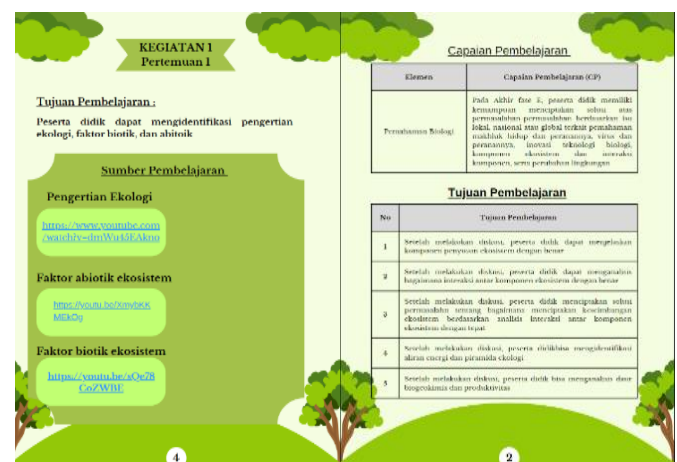 KEGIATAN 1
Pertemuan 1
Tujuan Pembelajaran :
Peserta didik dapat mengidentifikasi pengertian
ekologi, faktor biotik, dan abitoik
Sumber Pembelajaran
Pengertian Ekologi
https://www.youtube.com
/watch?v=dmWu45EAkno
Faktor abiotik ekosistem
https://youtu.be/XmybKK
MEkOg
Faktor biotik ekosistem
https://youtu.be/sQeZ8
CoZWBE
4
Capaian Pembelajaran
Elemen
Capaian Pembelajaran (CP)
Pemahaman Biologi
Pada Akhir fase E, peserta didik memiliki
kemampuan menciptakan solusi atas
permasalahan-permasalahan berdasarkan isu
lokal, nasional atau global terkait pemahaman
makhluk hidup dan peranannya, virus dan
peranannya, inovasi teknologi biologi,
komponen ekosistem dan interaksi
komponen, serta perubahan lingkungan
Tujuan Pembelajaran
No
Tujuan Pembelajaran
1
Setelah melakukan diskusi, peserta didik dapat menjelaskan
komponen penyusun ekosistem dengan benar
2
Setelah melakukan diskusi, peserta didik dapat menganalisis
bagaimana interaksi antar komponen ekosistem dengan benar
3
Setelah melakukan diskusi, peserta didik menciptakan solusi
permasalahn tentang bagaimana menciptakan keseimbangan
ekosistem berdasarkan analisis interaksi antar komponen
ekosistem dengan tepat
4
Setelah melakukan diskusi, peserta didikbisa mengidentifikasi
aliran energi dan piramida ekologi
5
Setelah melakukan diskusi, peserta didik bisa menganalisa daur
biogeokimia dan produktivitas
2